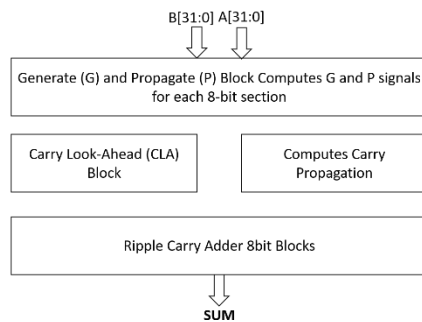 B[31:0] A[31:0]
Generate (G) and Propagate (P) Block Computes G and P signals
for each 8-bit section
Carry Look-Ahead (CLA)
Block
Computes Carry
Propagation
Ripple Carry Adder 8bit Blocks
SUM